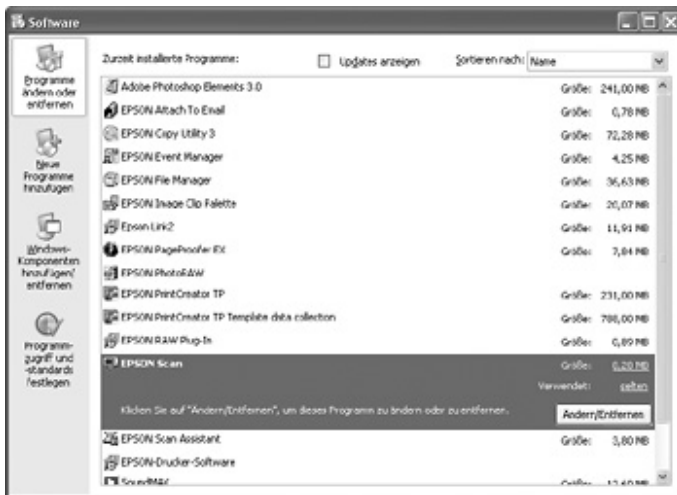 Software
Programme
ändern oder
entfernen
Neue
Programme
hinzufügen
Windows-
Komponenten
hinzufügen/
entfernen
Programm-
zugriff und
-standards
festlegen
Zurzeit installierte Programme:
Updates anzeigen
Sortieren nach: Name
Adobe Photoshop Elements 3.0 Größe: 241,00 MB
EPSON Attach To Email Größe: 0,78 MB
EPSON Copy Utility 3 Größe: 72,28 MB
EPSON Event Manager Größe: 4,25 MB
EPSON File Manager Größe: 36,63 MB
EPSON Image Clip Palette Größe: 20,07 MB
Epson Link2 Größe: 11,91 MB
EPSON PageProofer EX Größe: 7,84 MB
EPSON PhotoRAW
EPSON PrintCreator TP Größe: 231,00 MB
EPSON PrintCreator TP Template data collection Größe: 788,00 MB
EPSON RAW Plug-In Größe: 0,89 MB
EPSON Scan Größe: 0,20 MB
Verwendet: selten
Klicken Sie auf "Ändern/Entfernen", um dieses Programm zu ändern oder zu entfernen.
Ändern/Entfernen
EPSON Scan Assistant Größe: 3,80 MB
EPSON-Drucker-Software
SoundMAX Größe: 12,60 MB